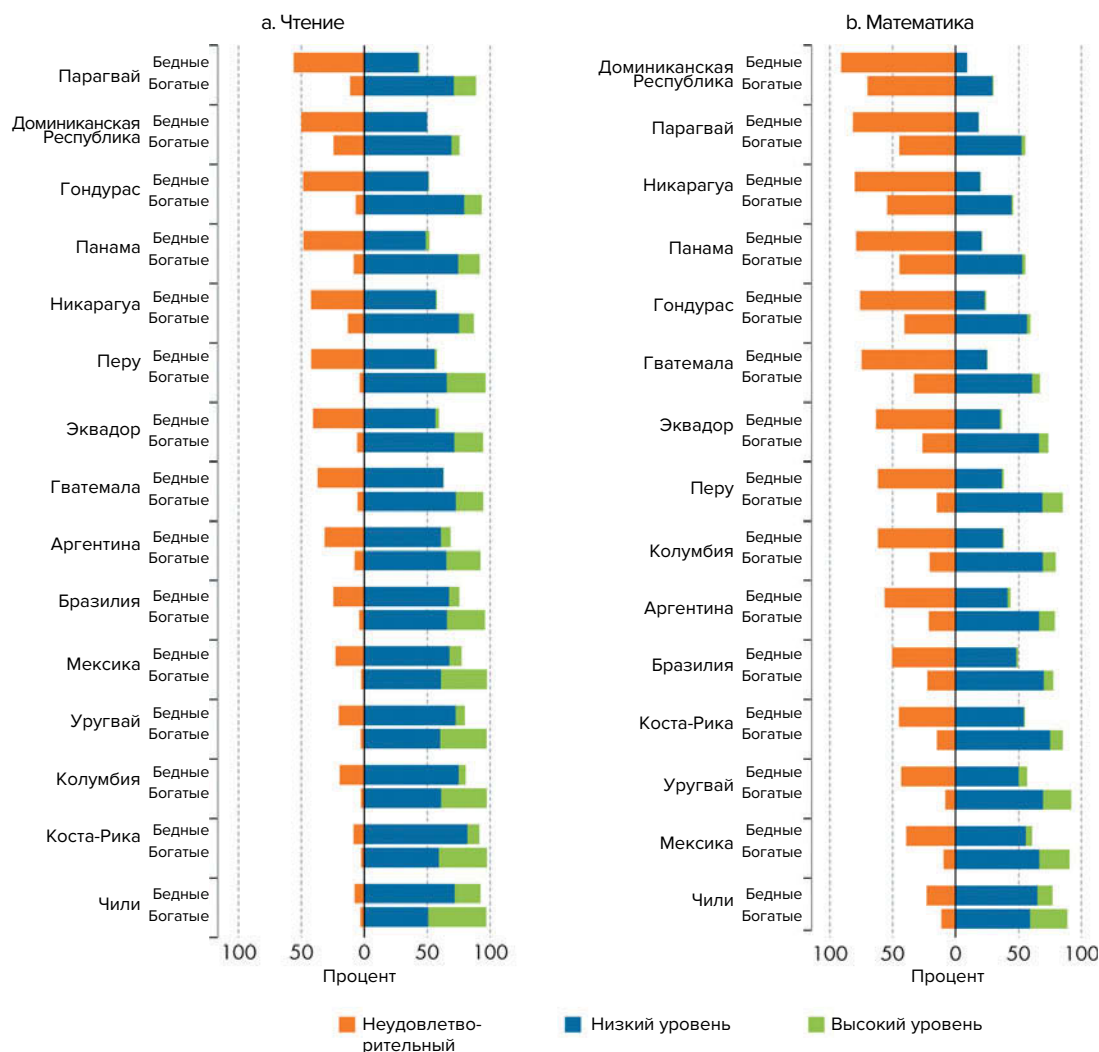 a. Чтение
Парагвай
Бедные
Богатые
Доминиканская
Республика
Бедные
Богатые
Гондурас
Бедные
Богатые
Панама
Бедные
Богатые
Никарагуа
Бедные
Богатые
Перу
Бедные
Богатые
Эквадор
Бедные
Богатые
Гватемала
Бедные
Богатые
Аргентина
Бедные
Богатые
Бразилия
Бедные
Богатые
Мексика
Бедные
Богатые
Уругвай
Бедные
Богатые
Колумбия
Бедные
Богатые
Коста-Рика
Бедные
Богатые
Чили
Бедные
Богатые
100 50 0 50 100
Процент
b. Математика
Доминиканская
Республика
Бедные
Богатые
Парагвай
Бедные
Богатые
Никарагуа
Бедные
Богатые
Панама
Бедные
Богатые
Гондурас
Бедные
Богатые
Гватемала
Бедные
Богатые
Эквадор
Бедные
Богатые
Перу
Бедные
Богатые
Колумбия
Бедные
Богатые
Аргентина
Бедные
Богатые
Бразилия
Бедные
Богатые
Коста-Рика
Бедные
Богатые
Уругвай
Бедные
Богатые
Мексика
Бедные
Богатые
Чили
Бедные
Богатые
100 50 0 50 100
Процент
Неудовлетво-
рительный
Низкий уровень
Высокий уровень